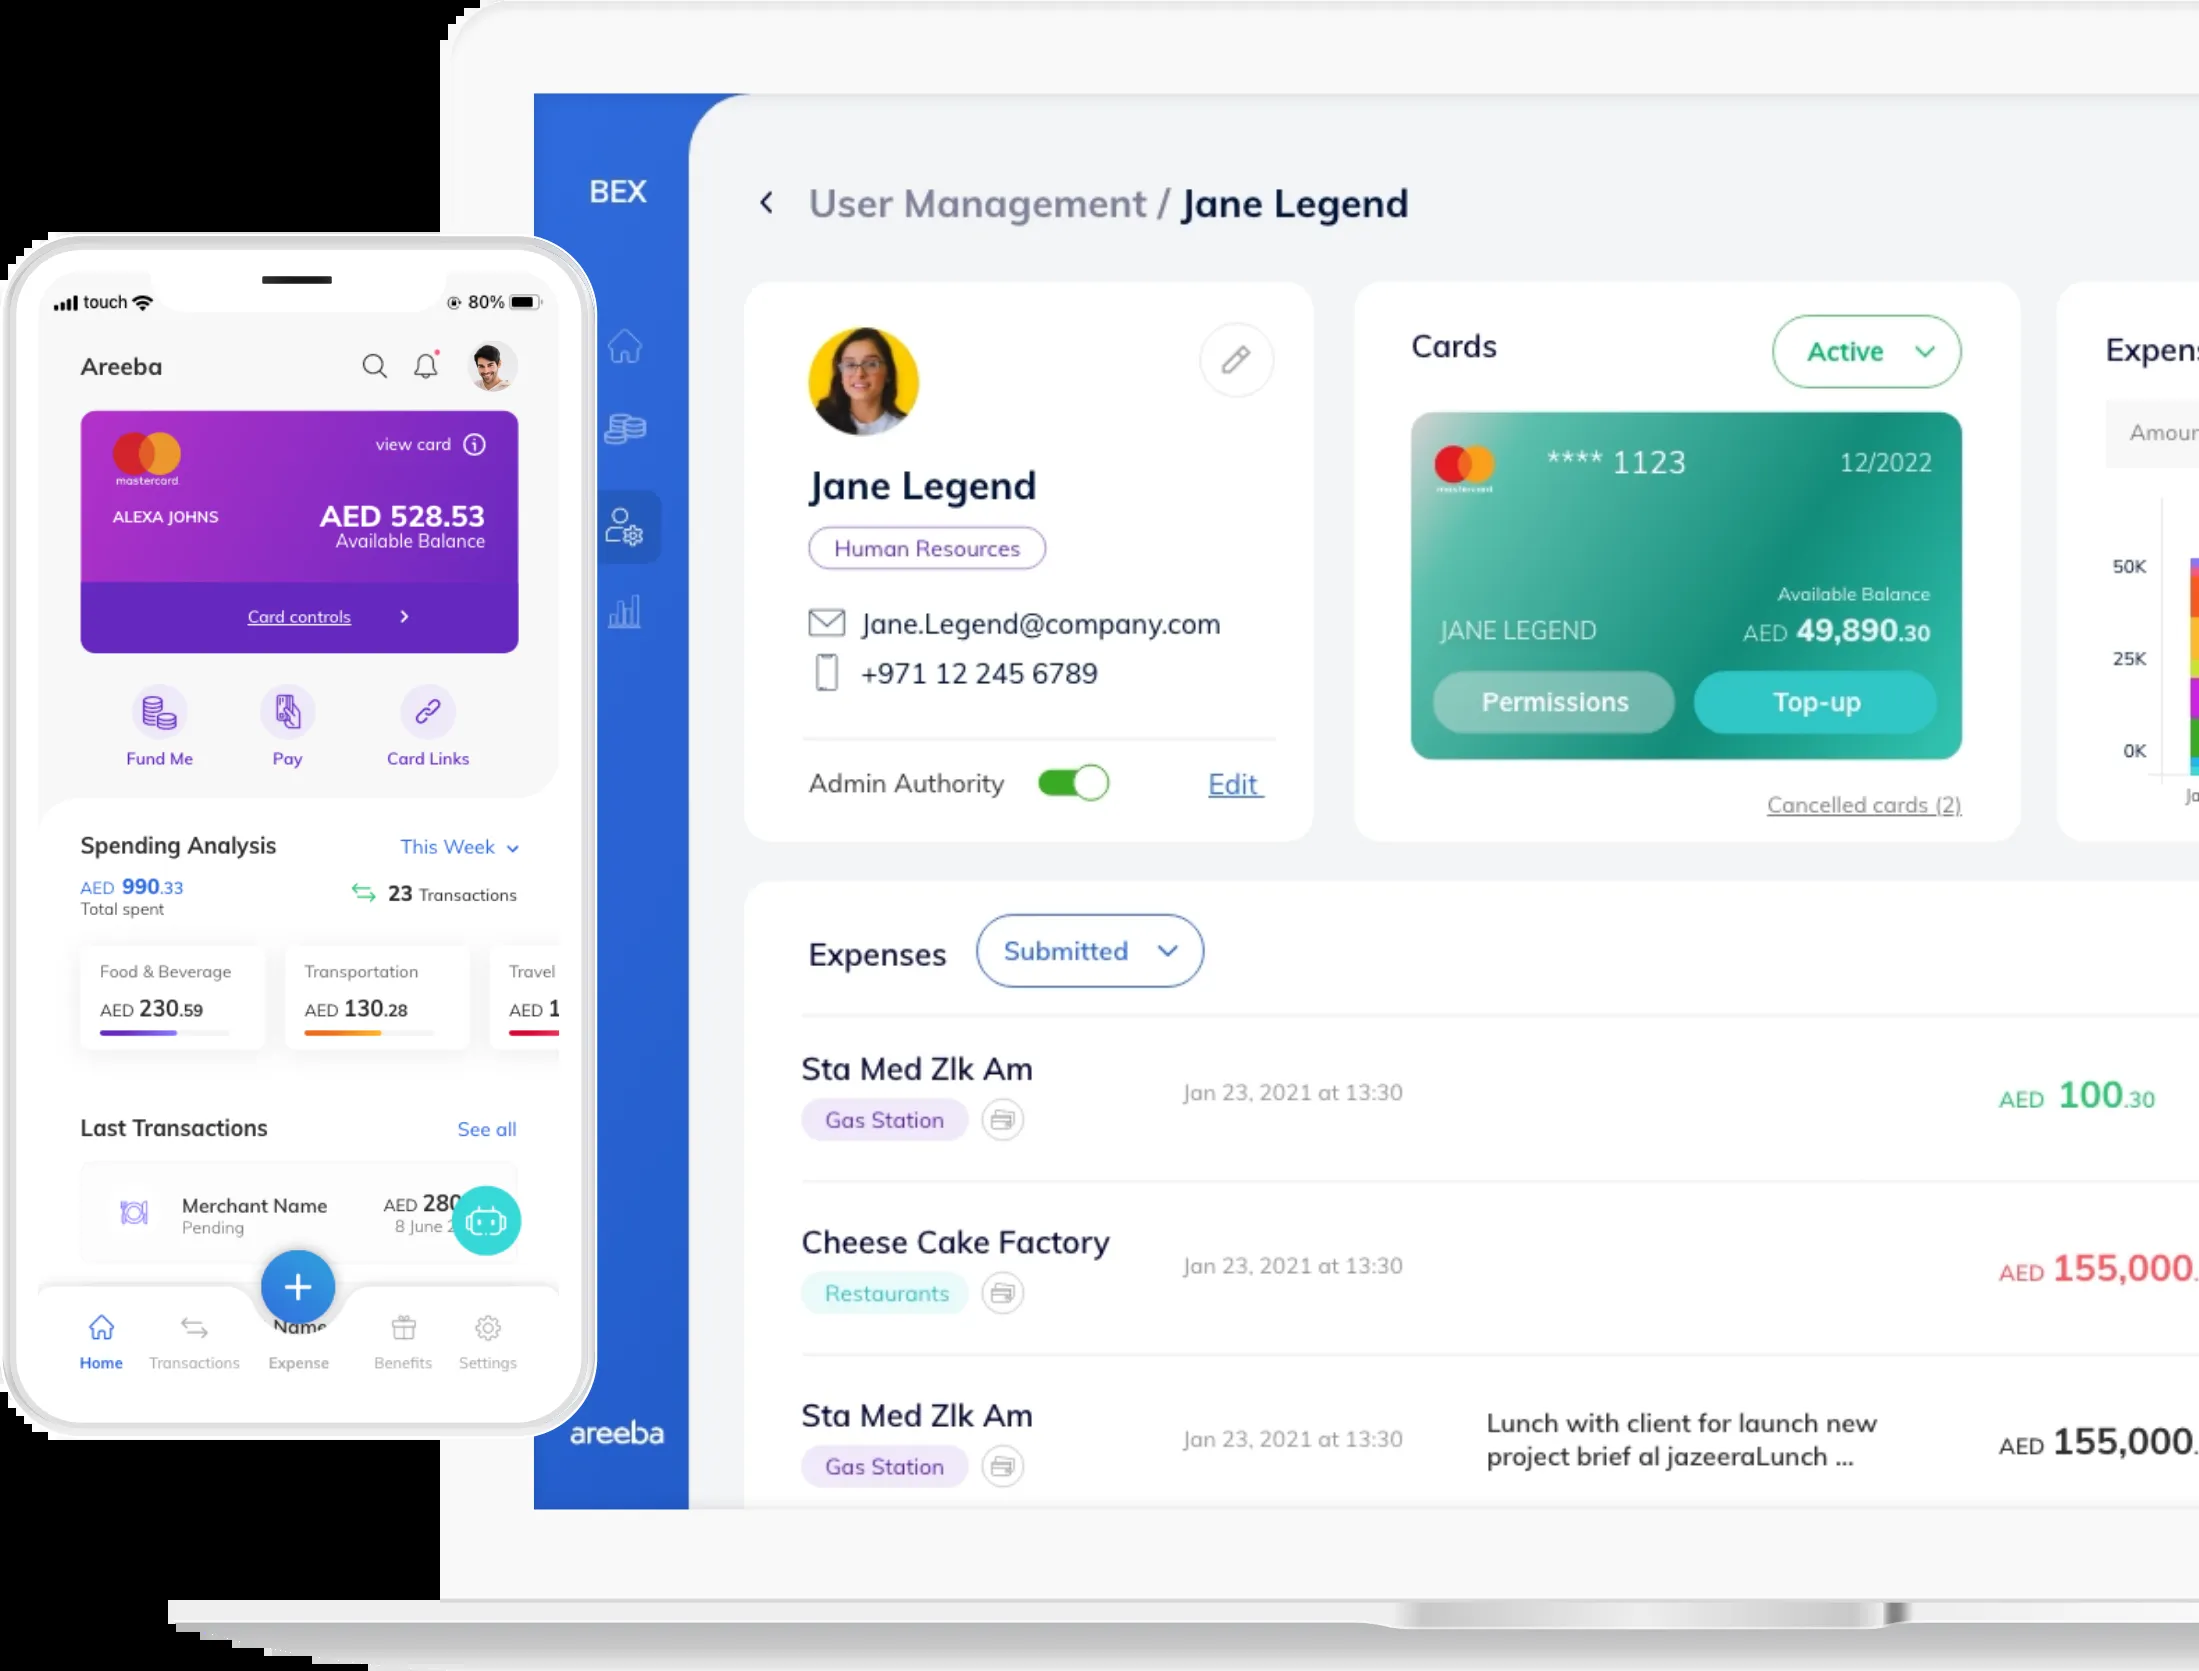 touch
80%
Areeba
mastercard
view card
ALEXA JOHNS
AED 528.53
Available Balance
Card controls
Fund Me
Pay
Card Links
Spending Analysis
This Week
AED 990.33
Total spent
23 Transactions
Food & Beverage
AED 230.59
Transportation
AED 130.28
Travel
AED 1
Last Transactions
See all
Merchant Name
Pending
AED 280
8 June
Name
Home
Transactions
Expense
Benefits
Settings
BEX
areeba
User Management / Jane Legend
Jane Legend
Human Resources
Jane.Legend@company.com
+971 12 245 6789
Admin Authority
Edit
Cards
Active
mastercard
**** 1123
12/2022
Available Balance
JANE LEGEND
AED 49,890.30
Permissions
Top-up
Cancelled cards (2)
Expens
Amoun
50K
25K
0K
Ja
Expenses
Submitted
Sta Med Zlk Am
Gas Station
Jan 23, 2021 at 13:30
AED 100.30
Cheese Cake Factory
Restaurants
Jan 23, 2021 at 13:30
AED 155,000.
Sta Med Zlk Am
Gas Station
Jan 23, 2021 at 13:30
Lunch with client for launch new
project brief al jazeeraLunch ...
AED 155,000.